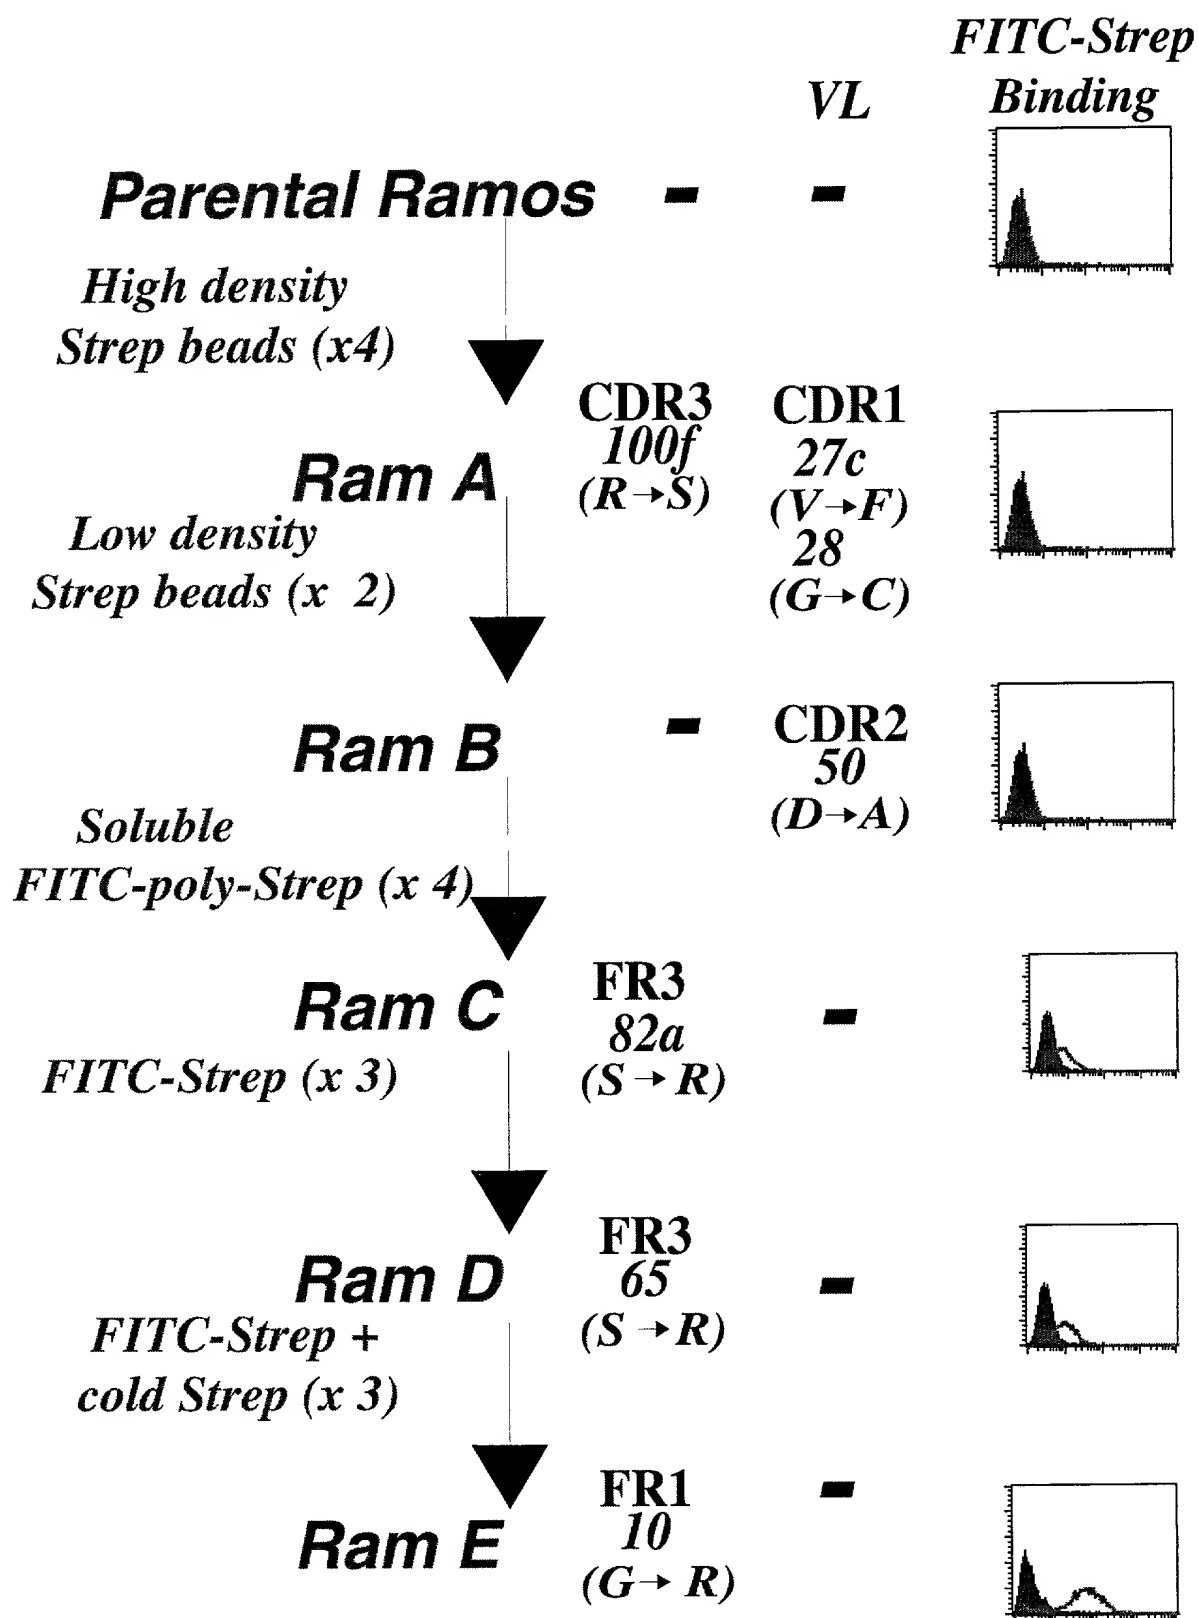 FITC-Strep
VL Binding
Parental Ramos - -
High density
Strep beads (x4)
CDR3 CDR1
100f 27c
Ram A (R→S) (V→F)
Low density 28
Strep beads (x 2) (G→C)
Ram B - CDR2
50
(D→A)
Soluble
FITC-poly-Strep (x 4)
Ram C FR3 -
82a
FITC-Strep (x 3) (S→R)
FR3
Ram D 65 -
FITC-Strep + (S→R)
cold Strep (x 3)
FR1 -
10
Ram E (G→R)